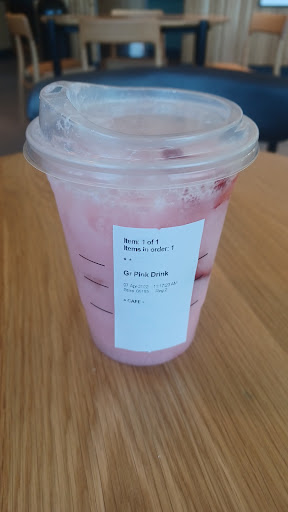 Item: 1 of 1
Items in order: 1
* *
Gr Pink Drink
> CAFE <